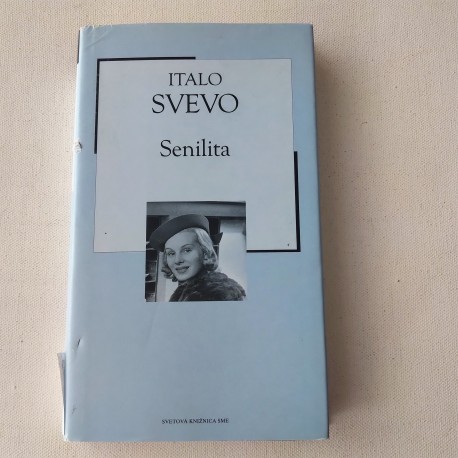 ITALO
SVEVO
Senilita
SVETOVÁ KNIŽNICA SME